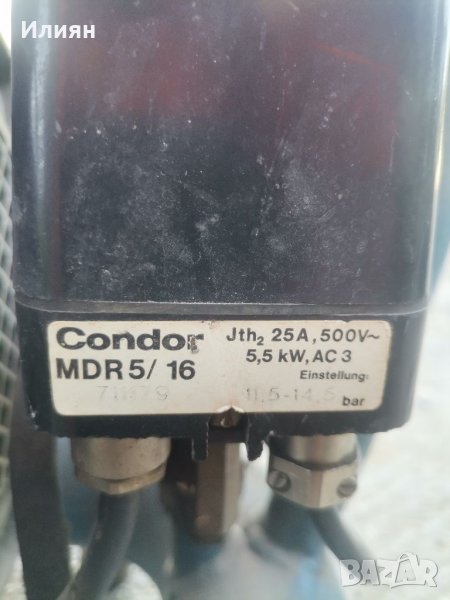 Илиян
Condor
Jth₂ 25A, 500V~
MDR 5/ 16
5,5 kW, AC 3
Einstellung:
11,5-14,5 bar
BAZAR